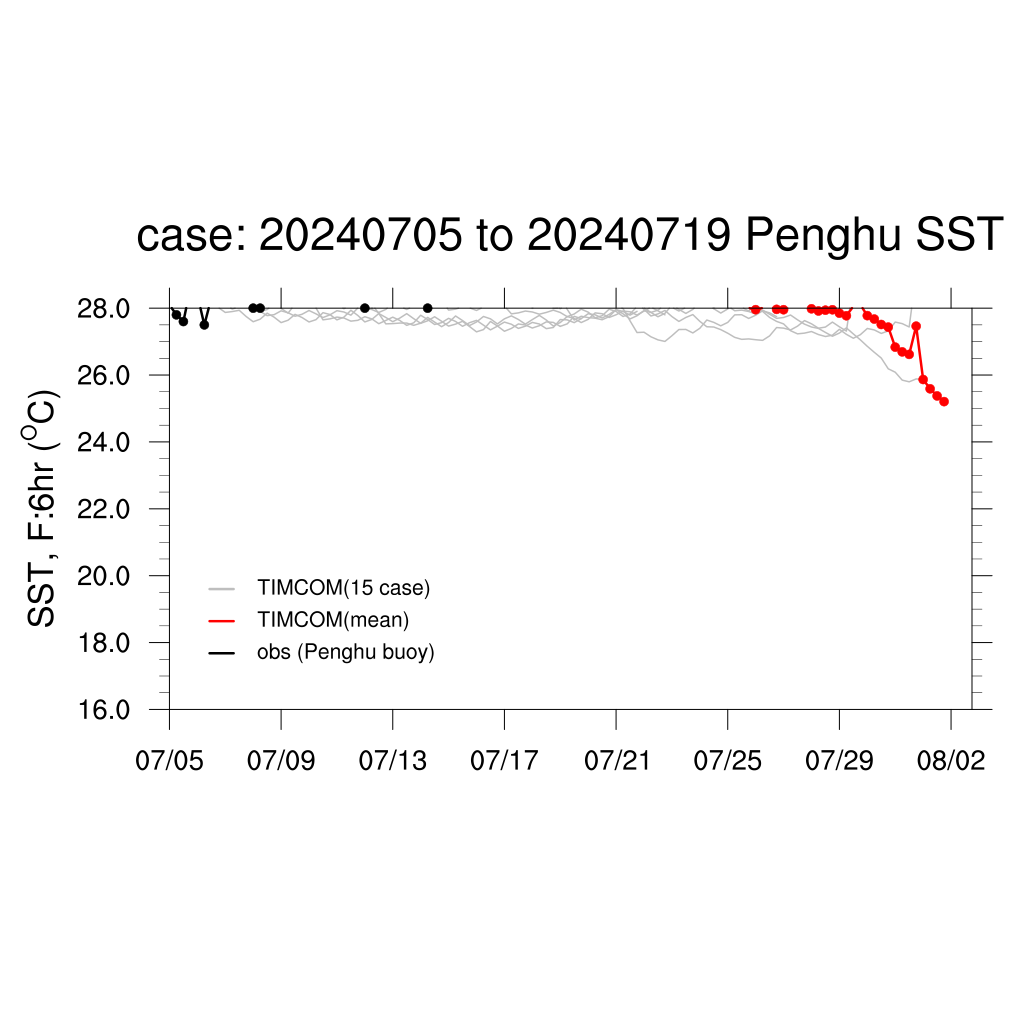 case: 20240705 to 20240719 Penghu SST
SST, F:6hr (°C)
28.0
26.0
24.0
22.0
20.0
18.0
16.0
TIMCOM(15 case)
TIMCOM(mean)
obs (Penghu buoy)
07/05 07/09 07/13 07/17 07/21 07/25 07/29 08/02